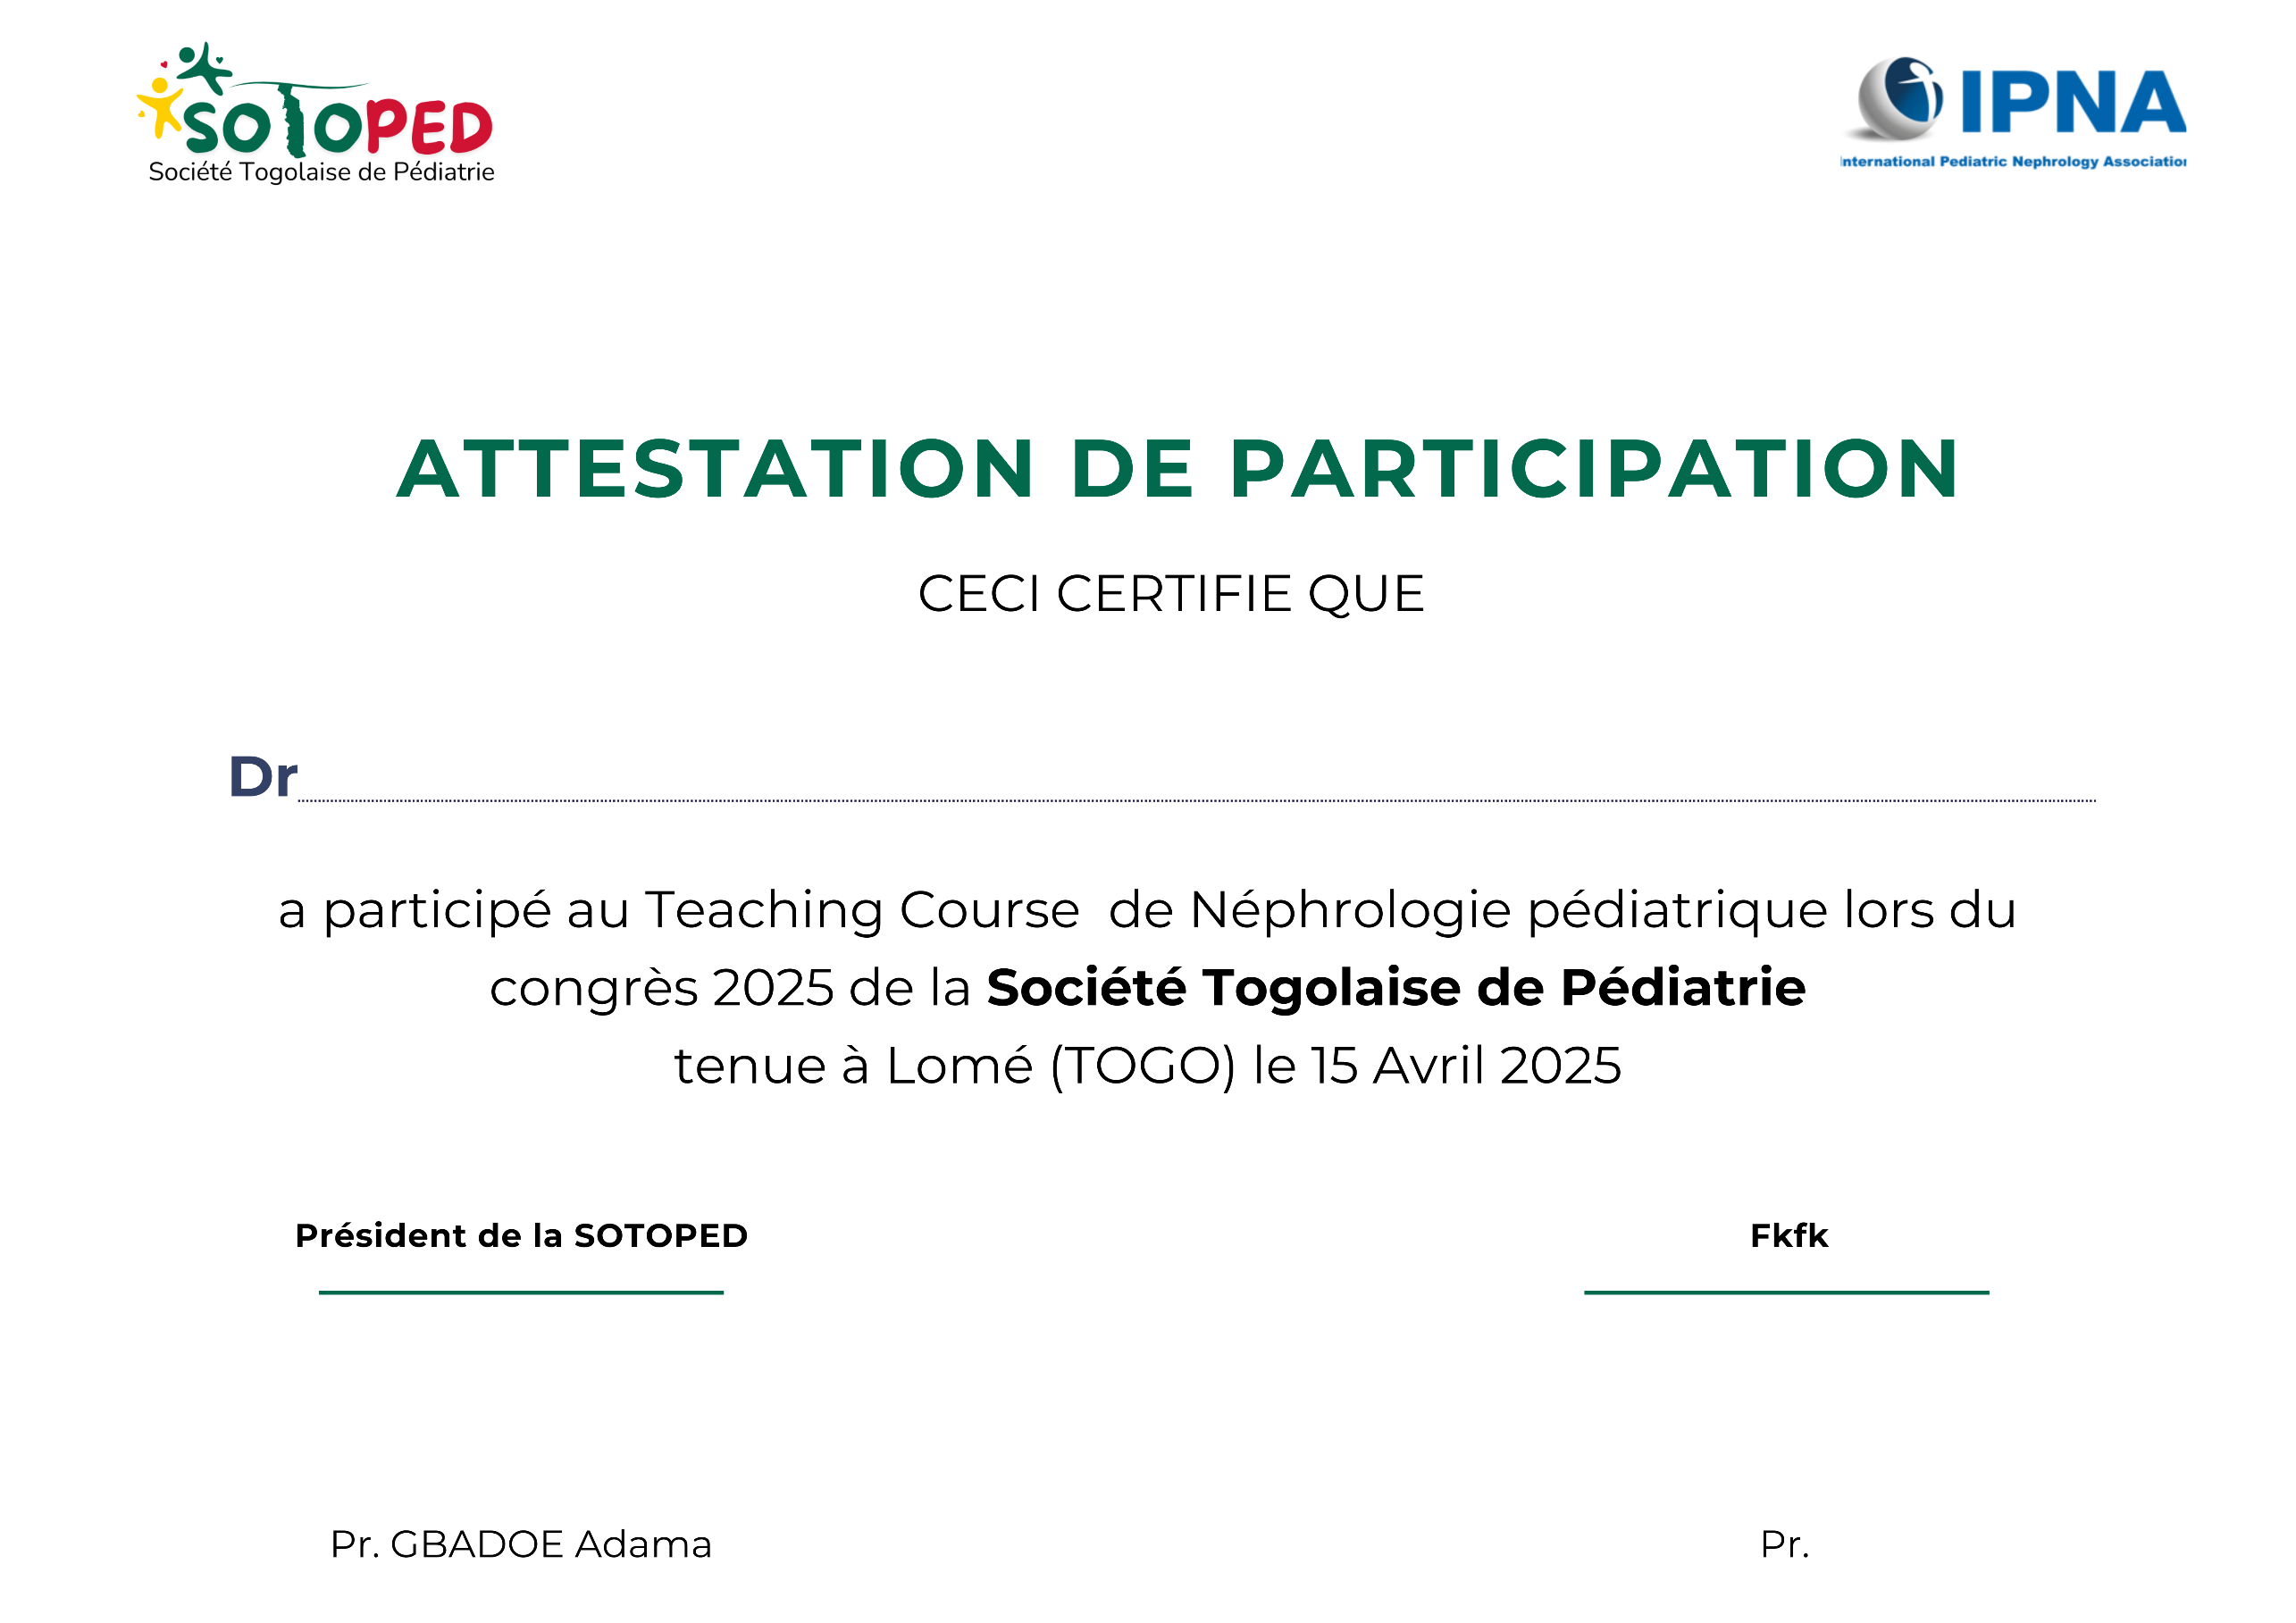 SOTOPED
Société Togolaise de Pédiatrie
IPNA
International Pediatric Nephrology Association
ATTESTATION DE PARTICIPATION
CECI CERTIFIE QUE
Dr
a participé au Teaching Course de Néphrologie pédiatrique lors du
congrès 2025 de la Société Togolaise de Pédiatrie
tenue à Lomé (TOGO) le 15 Avril 2025
Président de la SOTOPED
Fkfk
Pr. GBADOE Adama
Pr.